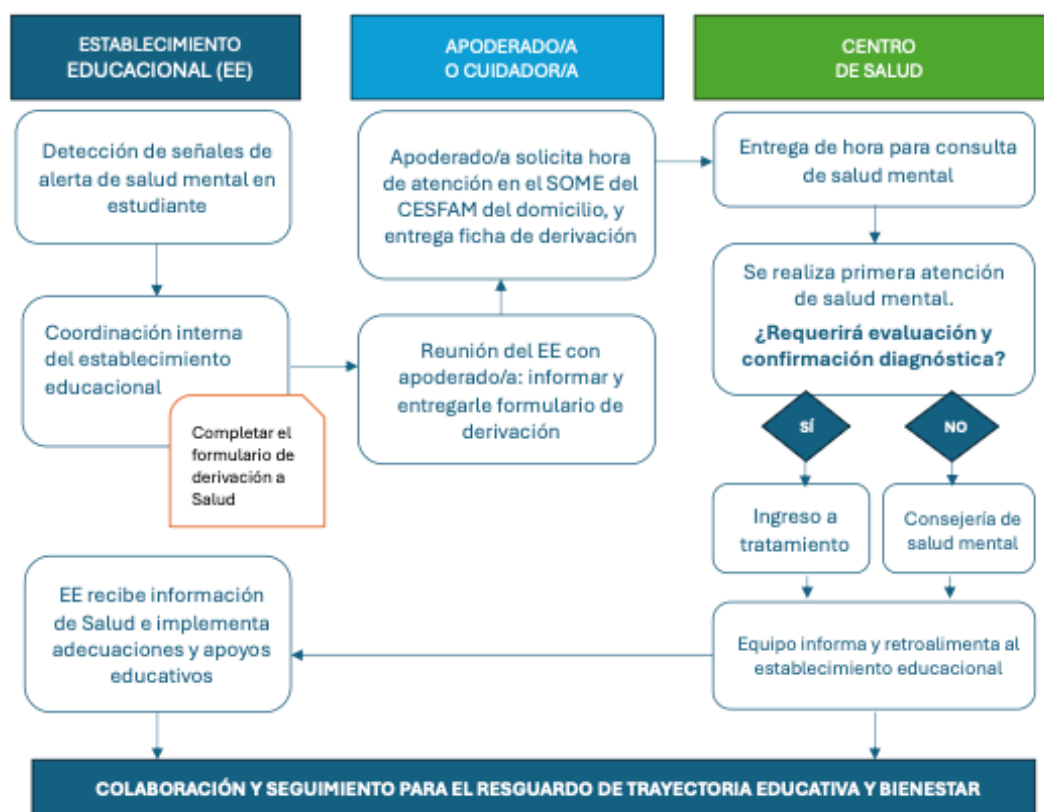 ESTABLECIMIENTO
EDUCACIONAL (EE)
APODERADO/A
O CUIDADOR/A
CENTRO
DE SALUD
Detección de señales de
alerta de salud mental en
estudiante
Apoderado/a solicita hora
de atención en el SOME del
CESFAM del domicilio, y
entrega ficha de derivación
Entrega de hora para consulta
de salud mental
Coordinación interna
del establecimiento
educacional
Completar el
formulario de
derivación a
Salud
Reunión del EE con
apoderado/a: informar y
entregarle formulario de
derivación
Se realiza primera atención
de salud mental.
¿Requerirá evaluación y
confirmación diagnóstica?
SÍ
NO
Ingreso a
tratamiento
Consejería de
salud mental
EE recibe información
de Salud e implementa
adecuaciones y apoyos
educativos
Equipo informa y retroalimenta al
establecimiento educacional
COLABORACIÓN Y SEGUIMIENTO PARA EL RESGUARDO DE TRAYECTORIA EDUCATIVA Y BIENESTAR